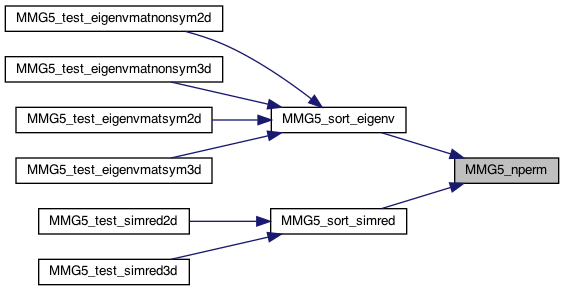 MMG5_test_eigenvmatnonsym2d
MMG5_test_eigenvmatnonsym3d
MMG5_test_eigenvmatsym2d
MMG5_test_eigenvmatsym3d
MMG5_test_simred2d
MMG5_test_simred3d
MMG5_sort_eigenv
MMG5_sort_simred
MMG5_nperm